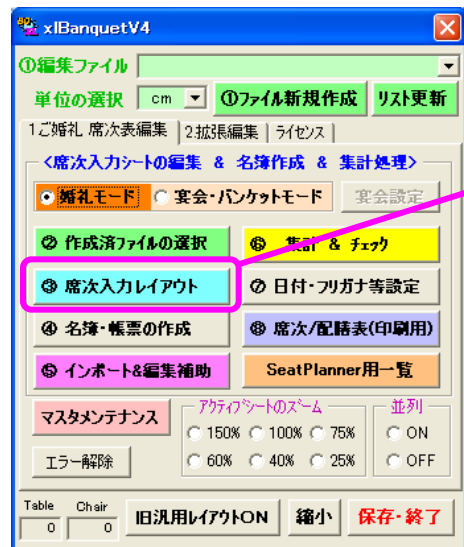 xlBanquetV4
①編集ファイル
単位の選択 cm ①ファイル新規作成 リスト更新
1.ご婚礼 席次表編集 2.拡張編集 ライセンス
<席次入力シートの編集 & 名簿作成 & 集計処理>
婚礼モード 宴会・バンケットモード 宴会設定
② 作成済ファイルの選択 ⑥ 集計 & チェック
③ 席次入力レイアウト ⑦ 日付・フリガナ等設定
④ 名簿・帳票の作成 ⑧ 席次/配膳表(印刷用)
⑤ インポート&編集補助 SeatPlanner用一覧
マスタメンテナンス アクティブシートのズーム 並列
150% 100% 75% ON
エラー解除 60% 40% 25% OFF
Table Chair
0 0 旧汎用レイアウトON 縮小 保存・終了